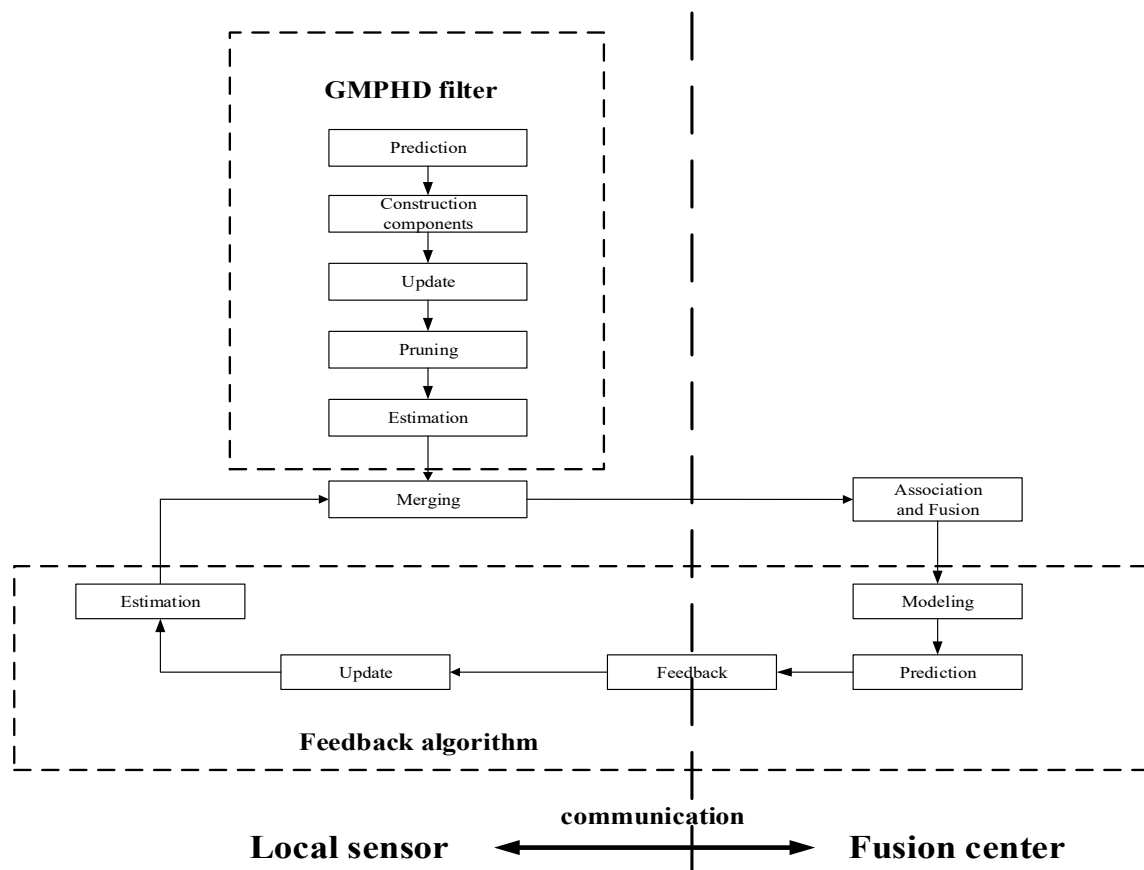 GMPHD filter
Prediction
Construction
components
Update
Pruning
Estimation
Merging
Association
and Fusion
Estimation
Modeling
Update
Feedback
Prediction
Feedback algorithm
communication
Local sensor
Fusion center